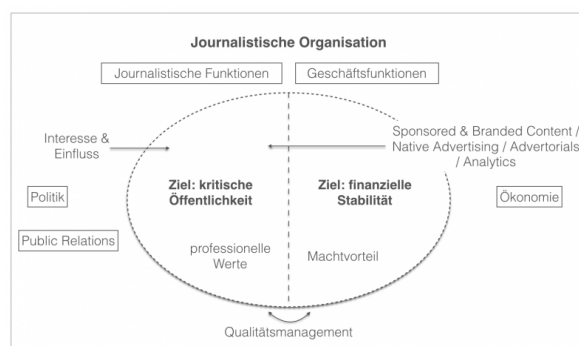 Journalistische Organisation
Journalistische Funktionen
Geschäftsfunktionen
Interesse &
Einfluss
Sponsored & Branded Content /
Native Advertising / Advertorials
/ Analytics
Ziel: kritische
Öffentlichkeit
Ziel: finanzielle
Stabilität
Politik
Ökonomie
Public Relations
professionelle
Werte
Machtvorteil
Qualitätsmanagement